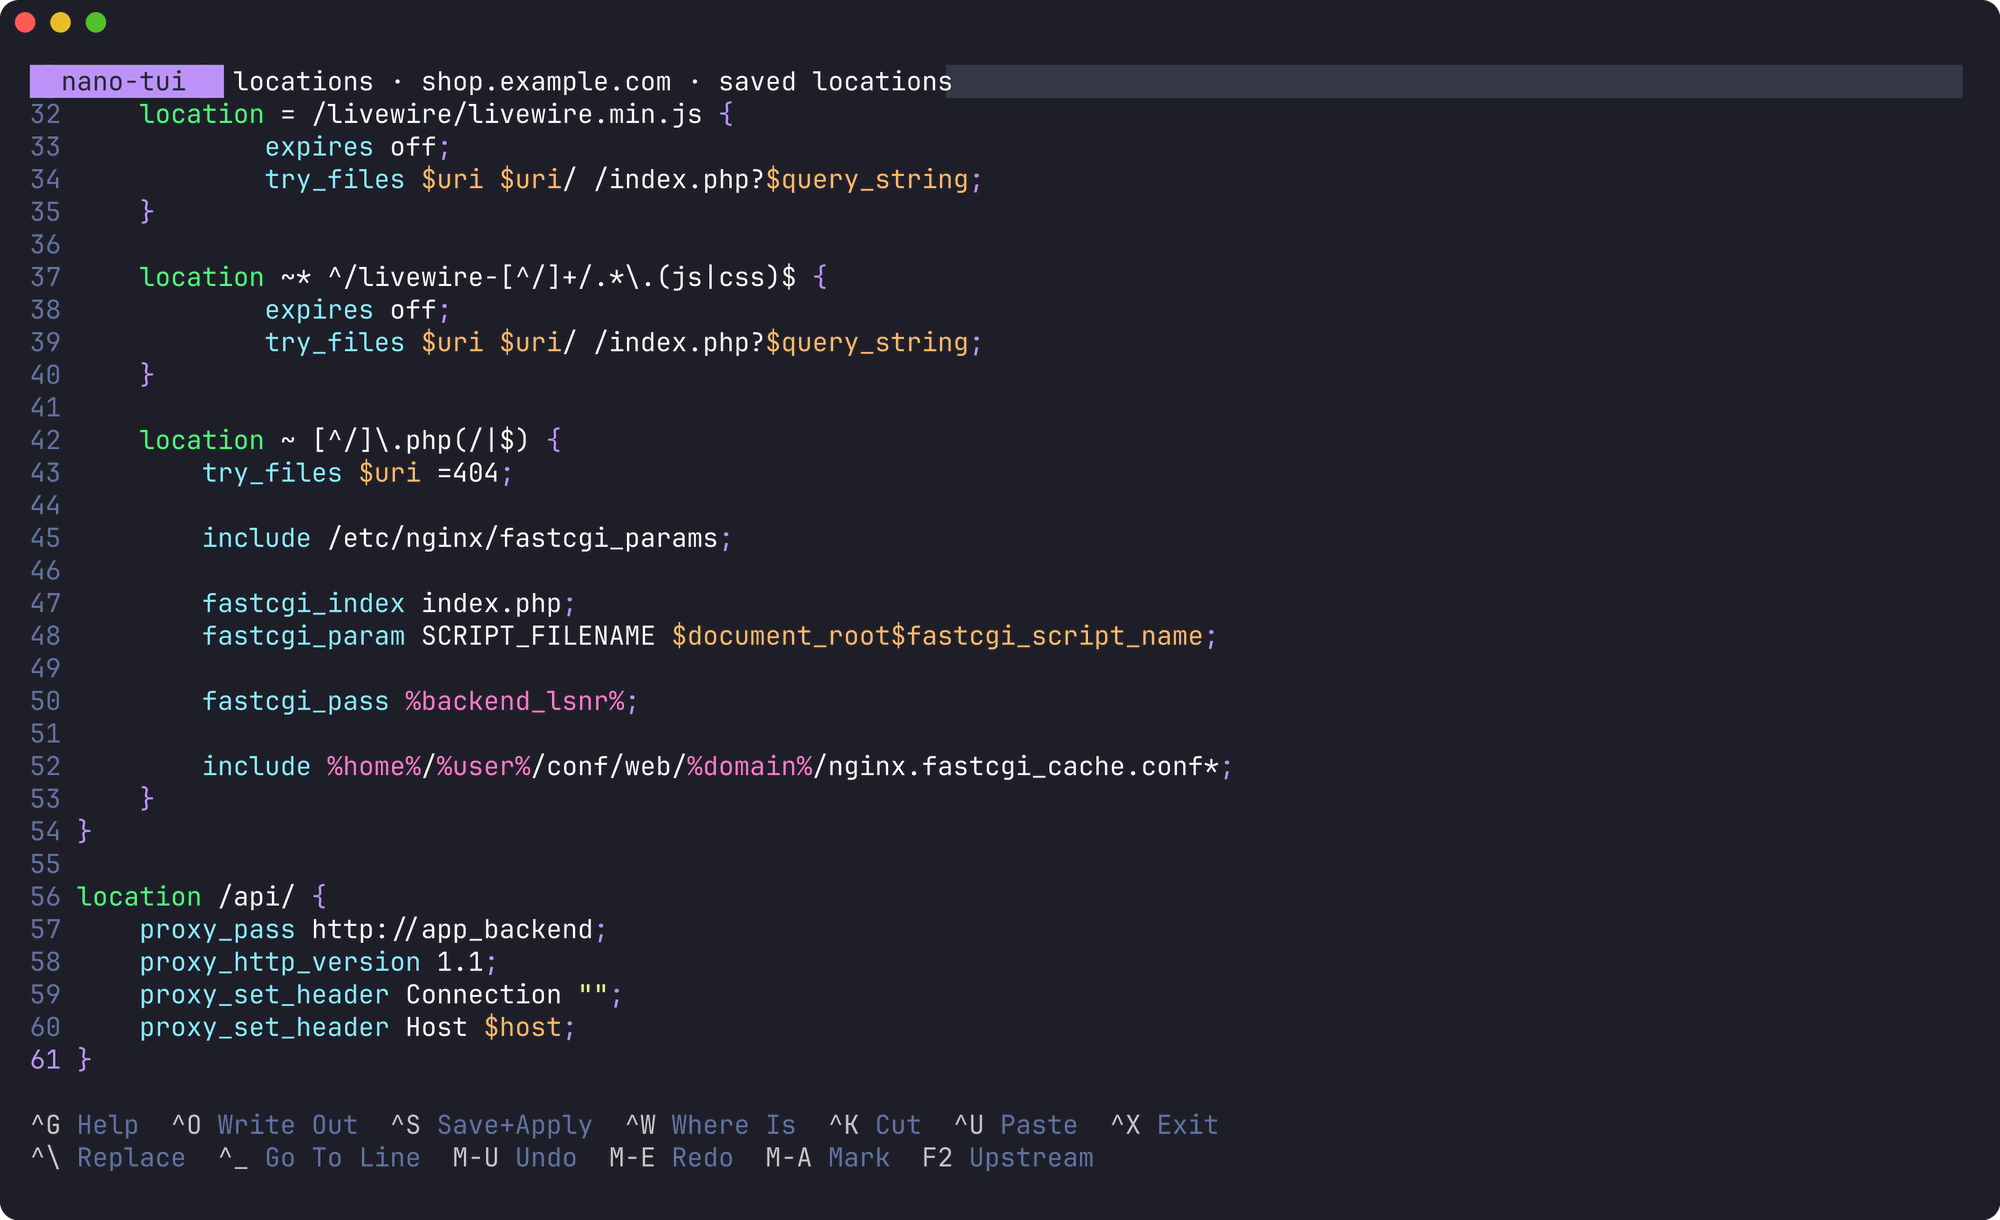 nano-tui locations · shop.example.com · saved locations
32     location = /livewire/livewire.min.js {
33             expires off;
34             try_files $uri $uri/ /index.php?$query_string;
35     }
36
37     location ~* ^/livewire-[^/]+/.*\.(js|css)$ {
38             expires off;
39             try_files $uri $uri/ /index.php?$query_string;
40     }
41
42     location ~ [^/]\.php(/|$) {
43         try_files $uri =404;
44
45         include /etc/nginx/fastcgi_params;
46
47         fastcgi_index index.php;
48         fastcgi_param SCRIPT_FILENAME $document_root$fastcgi_script_name;
49
50         fastcgi_pass %backend_lsnr%;
51
52         include %home%/%user%/conf/web/%domain%/nginx.fastcgi_cache.conf*;
53     }
54 }
55
56 location /api/ {
57     proxy_pass http://app_backend;
58     proxy_http_version 1.1;
59     proxy_set_header Connection "";
60     proxy_set_header Host $host;
61 }
^G Help  ^O Write Out  ^S Save+Apply  ^W Where Is  ^K Cut  ^U Paste  ^X Exit
^\ Replace  ^_ Go To Line  M-U Undo  M-E Redo  M-A Mark  F2 Upstream